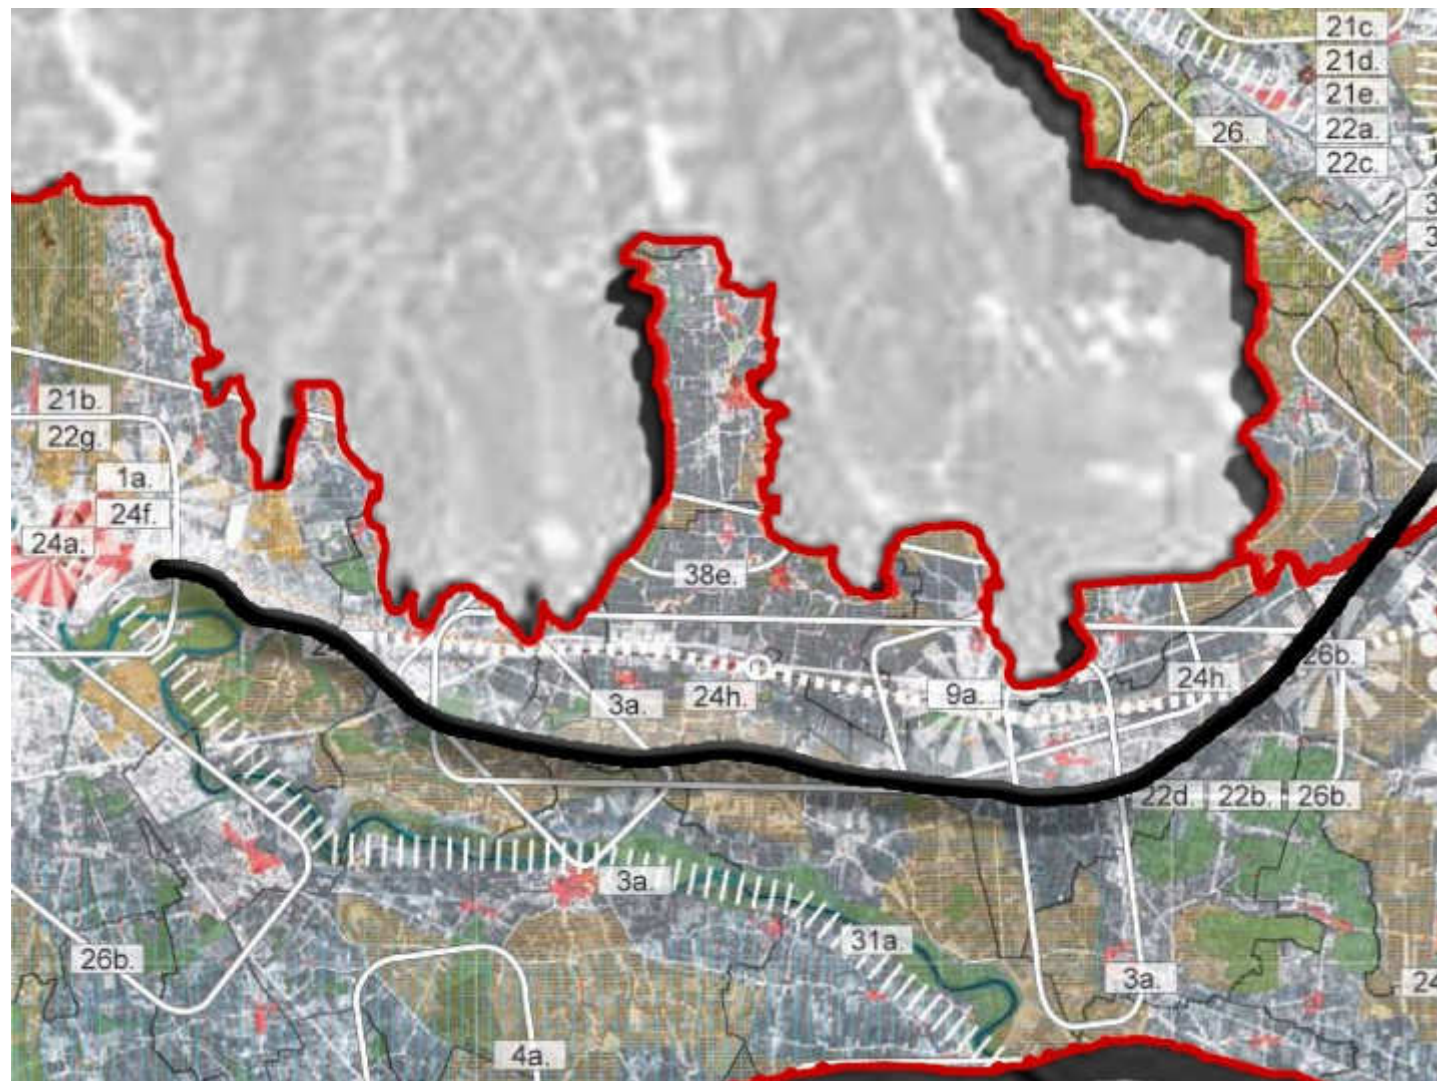 21c.
21d.
21e.
26.
22a.
22c.
21b.
22g.
1a.
24f.
24a.
38e.
26b.
24h.
9a.
3a.
24h.
22d.
22b.
26b.
3a.
31a.
26b.
3a.
4a.